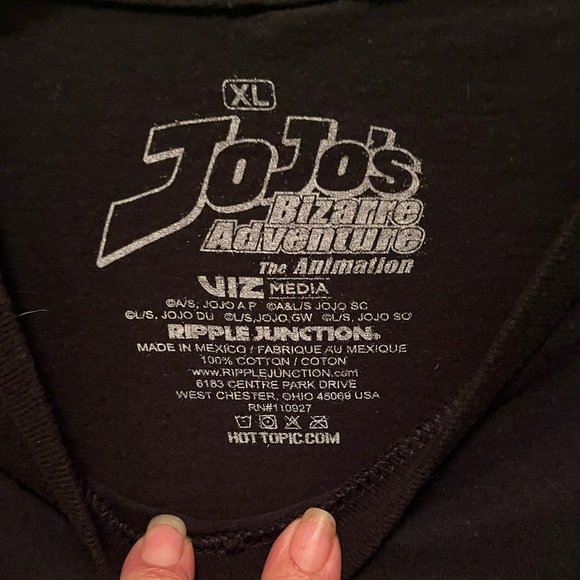 XL
JoJo's
Bizarre
Adventure
The Animation
VIZ MEDIA
©A/S, JOJO A P ©A&L/S JOJO SC
©L/S, JOJO DU ©L/S,JOJO,GW ©L/S, JOJO SO
RIPPLE JUNCTION®
MADE IN MEXICO / FABRIQUE AU MEXIQUE
100% COTTON / COTON
www.RIPPLEJUNCTION.com
6183 CENTRE PARK DRIVE
WEST CHESTER, OHIO 45069 USA
RN#110927
HOTTOPIC.COM